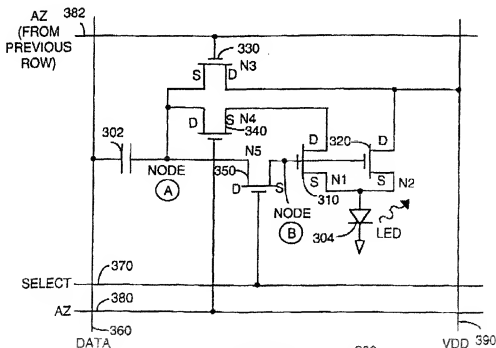 AZ
(FROM
PREVIOUS
ROW)
382
330
N3
S D
D S N4
340
302
320
D D
N5
NODE
A
350
D S
NODE
B
S N1
310
S N2
304
LED
SELECT
370
AZ
380
360
DATA
VDD 390